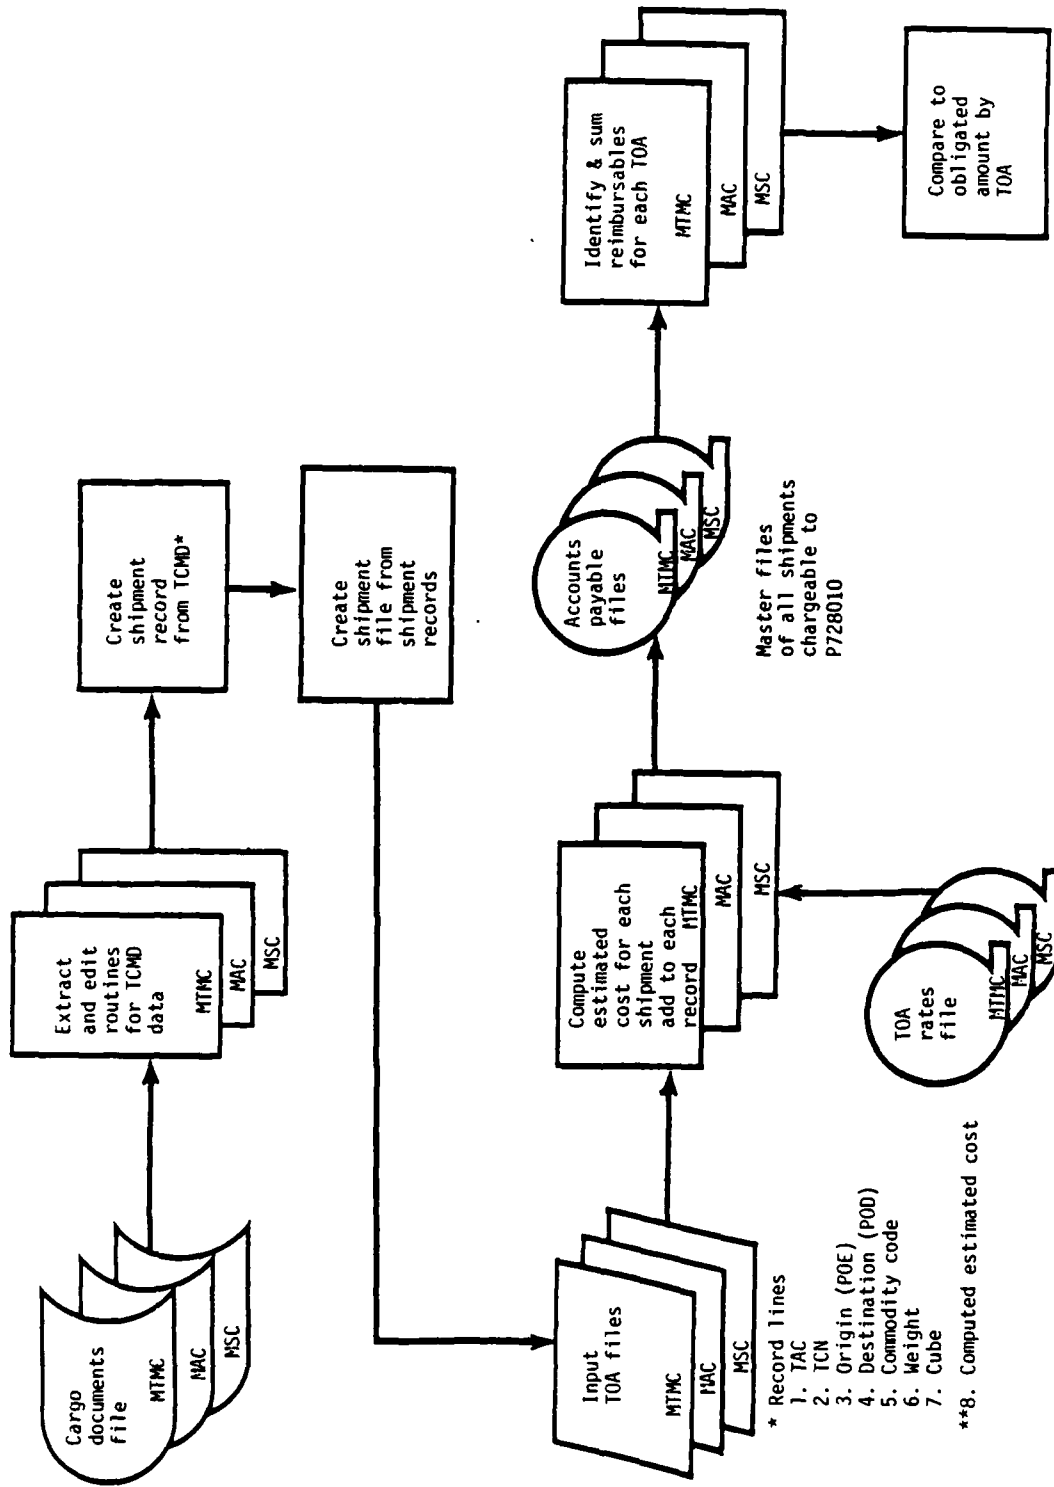 Cargo
documents
file
MTMC
MAC
MSC
Extract
and edit
routines
for TCMD
data
MTMC
MAC
MSC
Create
shipment
record
from TCMD*
Create
shipment
file from
shipment
records
Input
TOA files
MTMC
MAC
MSC
Compute
estimated
cost for each
shipment
add to each
record MTMC
MAC
MSC
TOA
rates
file
MTMC
MAC
MSC
Accounts
payable
files
MTMC
MAC
MSC
Master files
of all shipments
chargeable to
P728010
Identify & sum
reimbursables
for each TOA
MTMC
MAC
MSC
Compare to
obligated
amount by
TOA
* Record lines
1. TAC
2. TCN
3. Origin (POE)
4. Destination (POD)
5. Commodity code
6. Weight
7. Cube
**8. Computed estimated cost